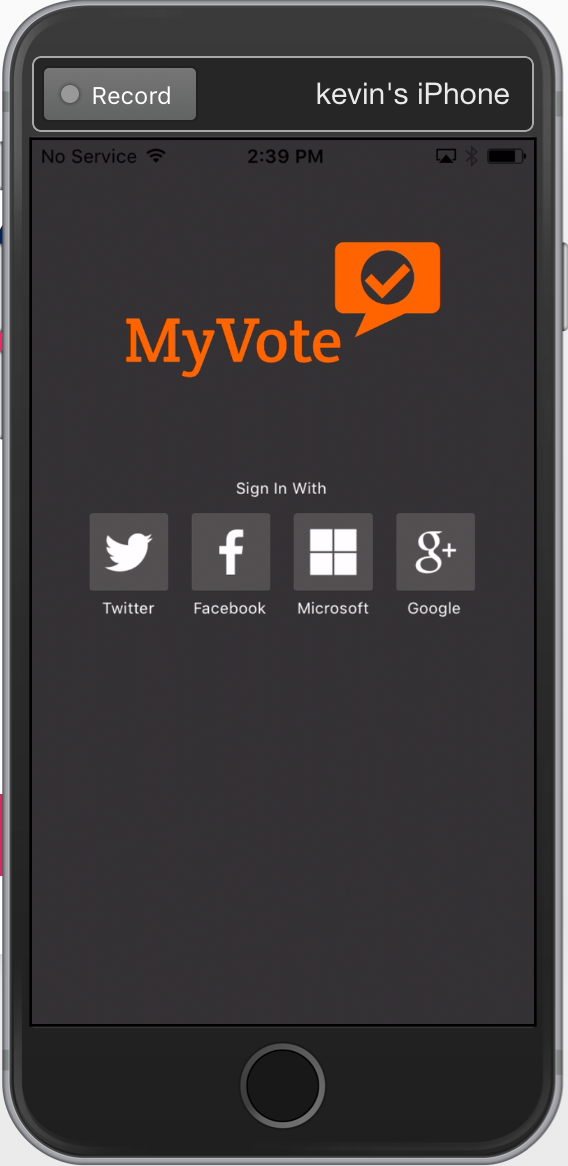 Record
kevin's iPhone
No Service 2:39 PM
MyVote
Sign In With
Twitter Facebook Microsoft Google